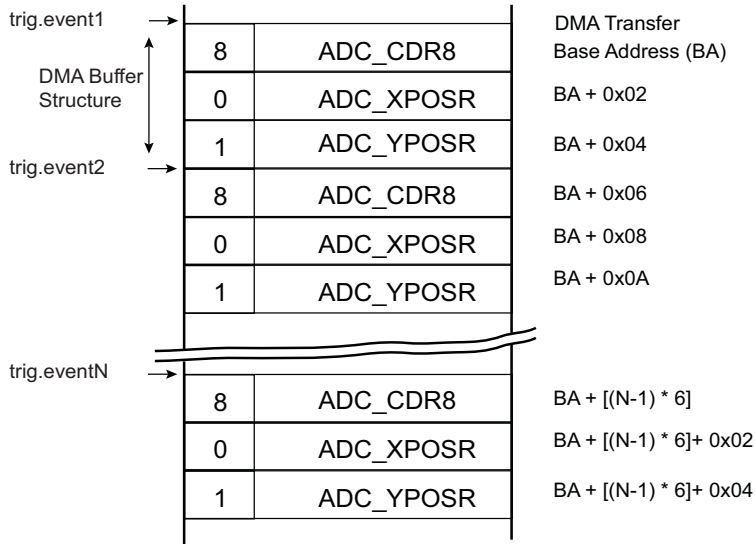 trig.event1
DMA Transfer
Base Address (BA)
8 ADC_CDR8
DMA Buffer
Structure
0 ADC_XPOSR BA + 0x02
1 ADC_YPOSR BA + 0x04
trig.event2
8 ADC_CDR8 BA + 0x06
0 ADC_XPOSR BA + 0x08
1 ADC_YPOSR BA + 0x0A
trig.eventN
8 ADC_CDR8 BA + [(N-1) * 6]
0 ADC_XPOSR BA + [(N-1) * 6]+ 0x02
1 ADC_YPOSR BA + [(N-1) * 6]+ 0x04